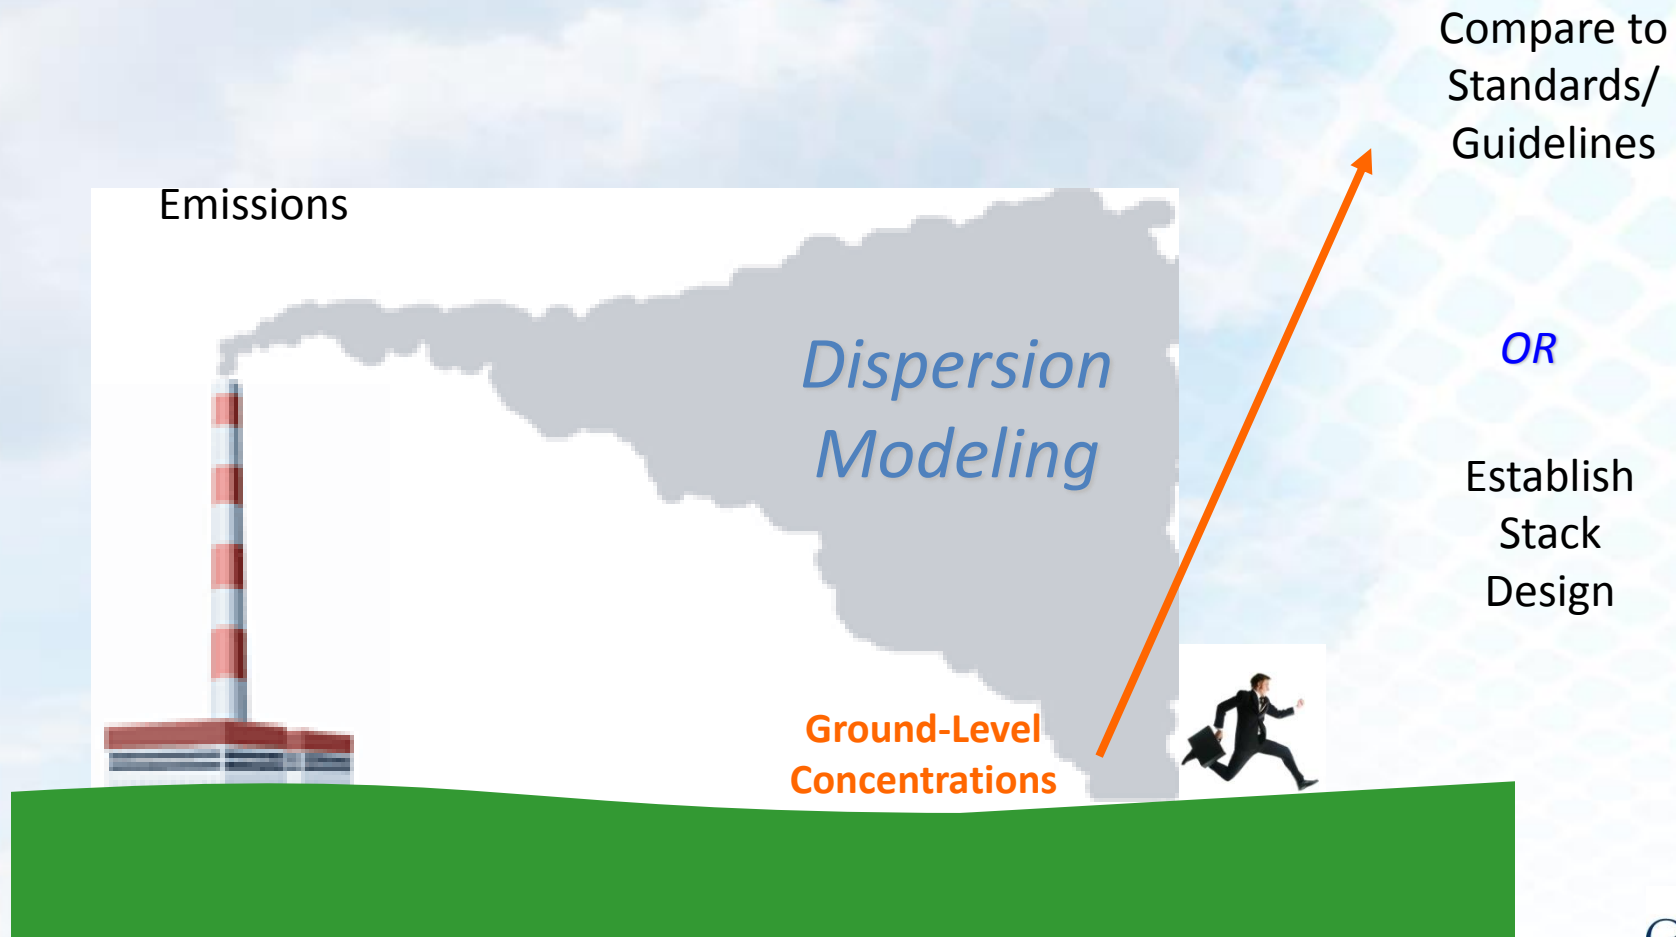 Compare to
Standards/
Guidelines
Emissions
Dispersion
Modeling
OR
Establish
Stack
Design
Ground-Level
Concentrations